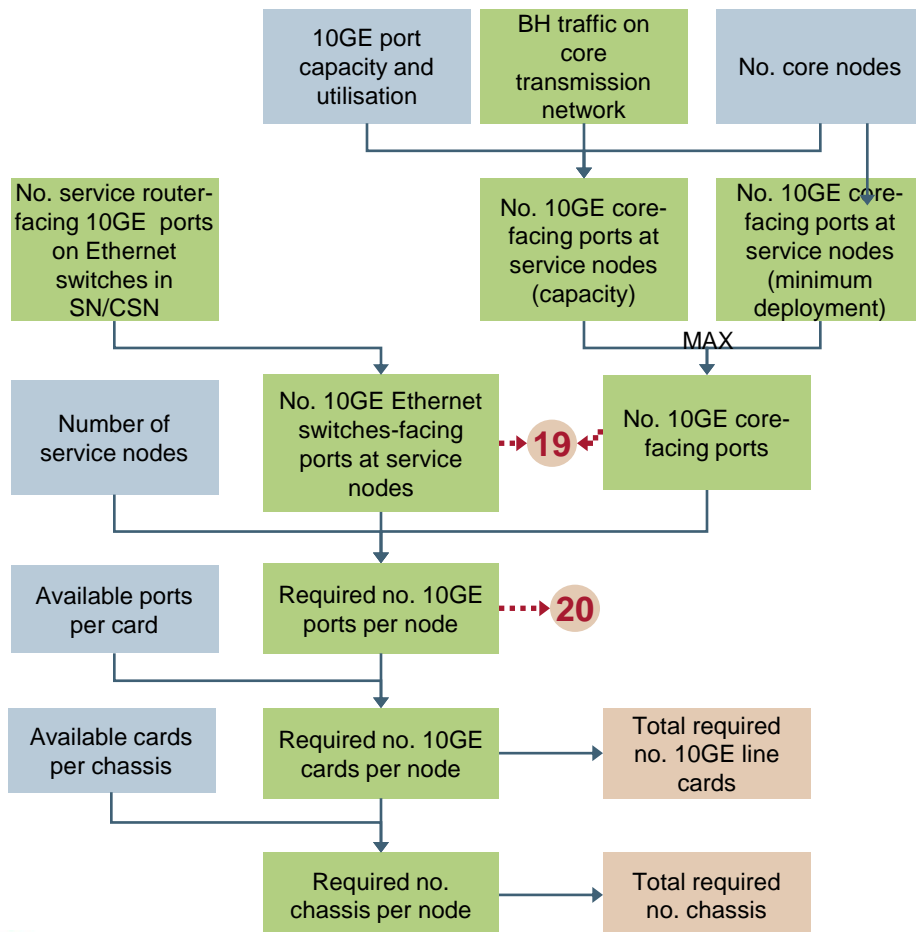 10GE port
capacity and
utilisation
BH traffic on
core
transmission
network
No. core nodes
No. service router-
facing 10GE ports
on Ethernet
switches in
SN/CSN
No. 10GE core-
facing ports at
service nodes
(capacity)
No. 10GE core-
facing ports at
service nodes
(minimum
deployment)
MAX
Number of
service nodes
No. 10GE Ethernet
switches-facing
ports at service
nodes
19
No. 10GE core-
facing ports
Available ports
per card
Required no. 10GE
ports per node
20
Available cards
per chassis
Required no. 10GE
cards per node
Total required
no. 10GE line
cards
Required no.
chassis per node
Total required
no. chassis